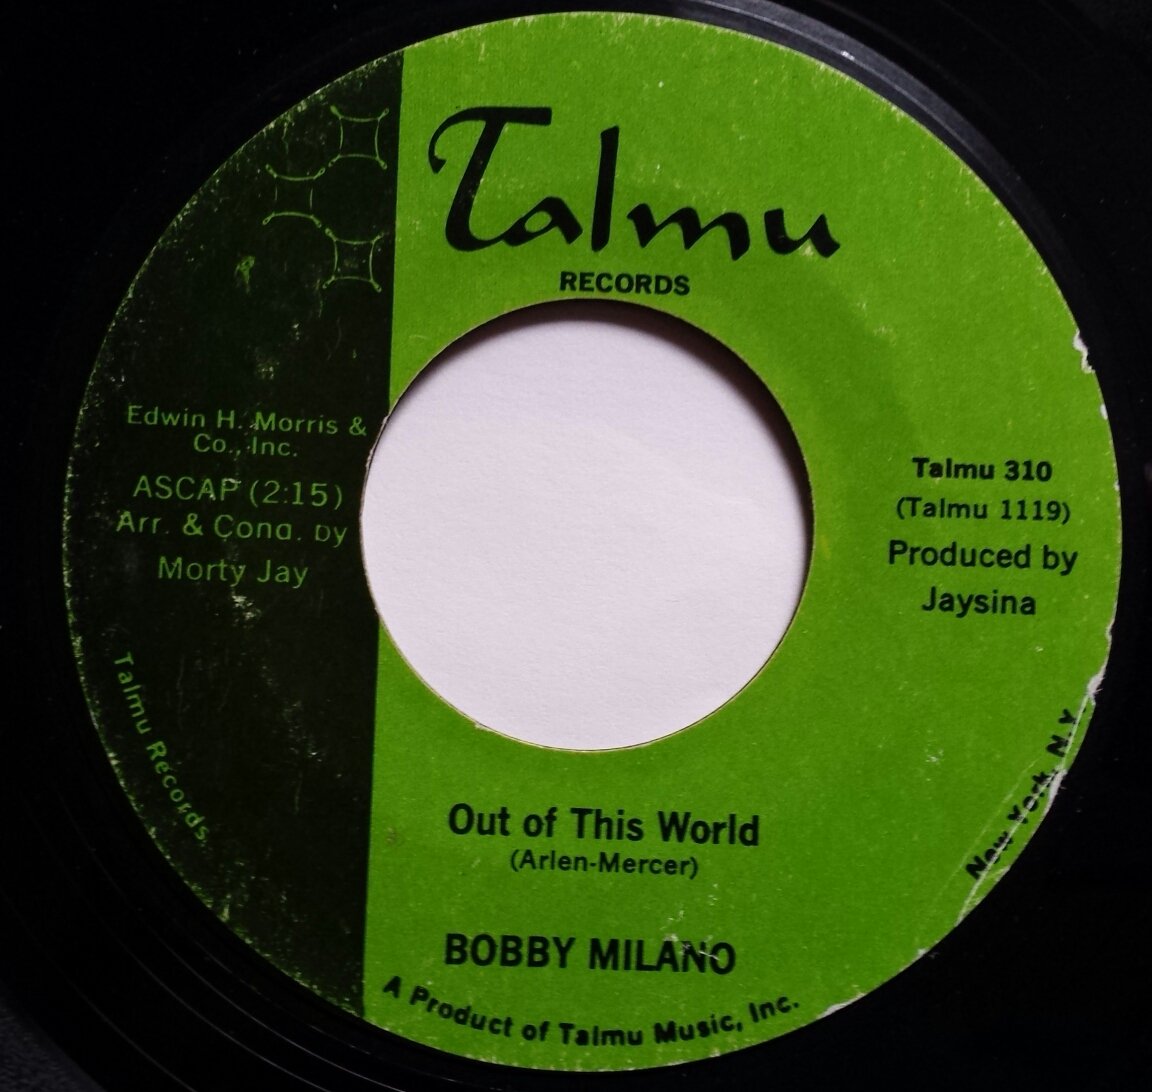 Talmu
RECORDS
Edwin H. Morris &
Co., Inc.
ASCAP (2:15)
Arr. & Cond. by
Morty Jay
Talmu Records
Talmu 310
(Talmu 1119)
Produced by
Jaysina
New York, N.Y.
Out of This World
(Arlen-Mercer)
BOBBY MILANO
A Product of Talmu Music, Inc.